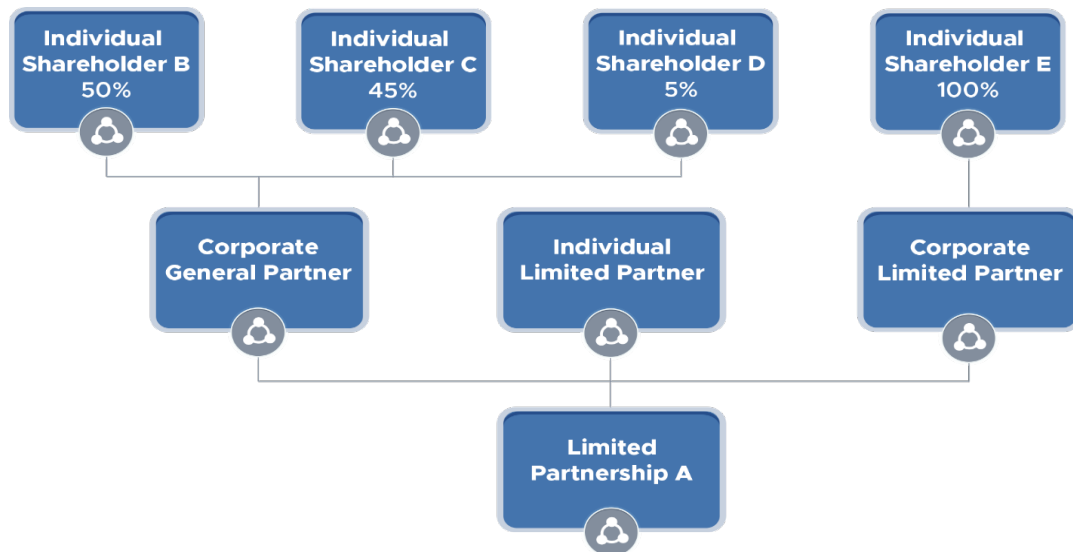 Individual
Shareholder B
50%
Individual
Shareholder C
45%
Individual
Shareholder D
5%
Individual
Shareholder E
100%
Corporate
General Partner
Individual
Limited Partner
Corporate
Limited Partner
Limited
Partnership A